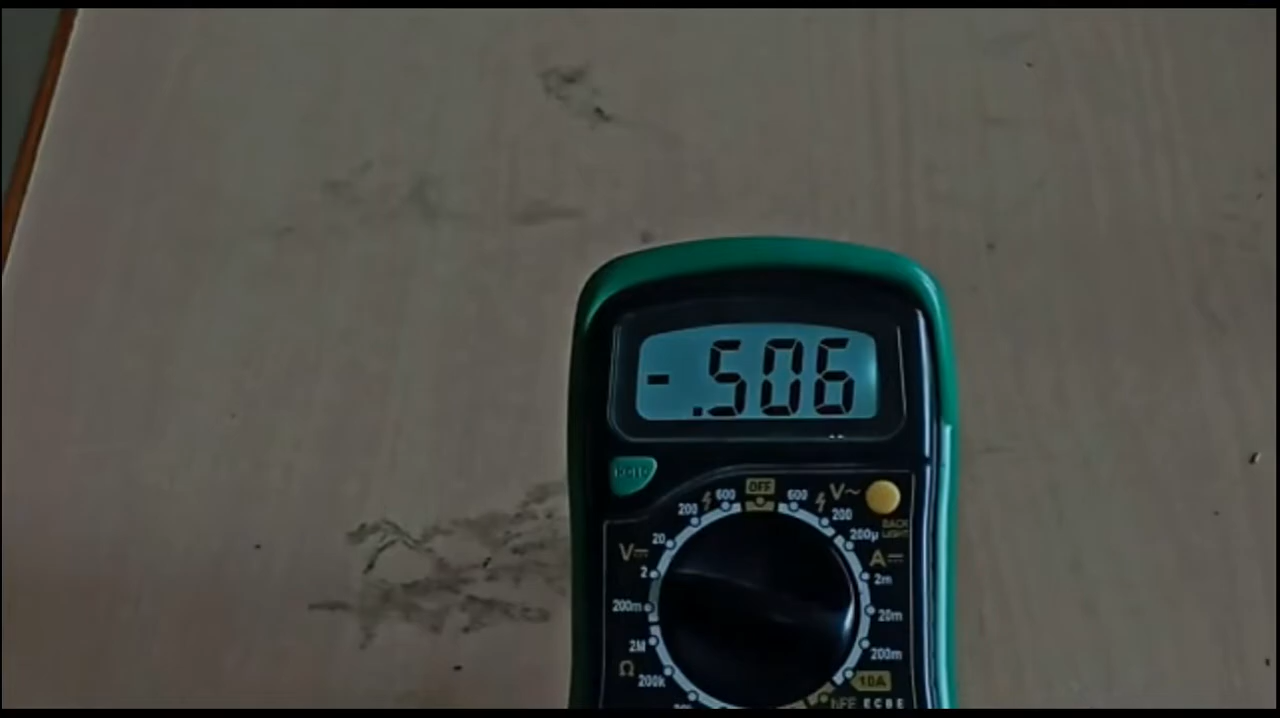 - .506
HOLD
OFF
600 600
200 V~ 200
BACK
LIGHT
20 200µ
V⎓ A⎓
2 2m
200m 20m
2M 200m
Ω
200k 10A
hFE E C B E